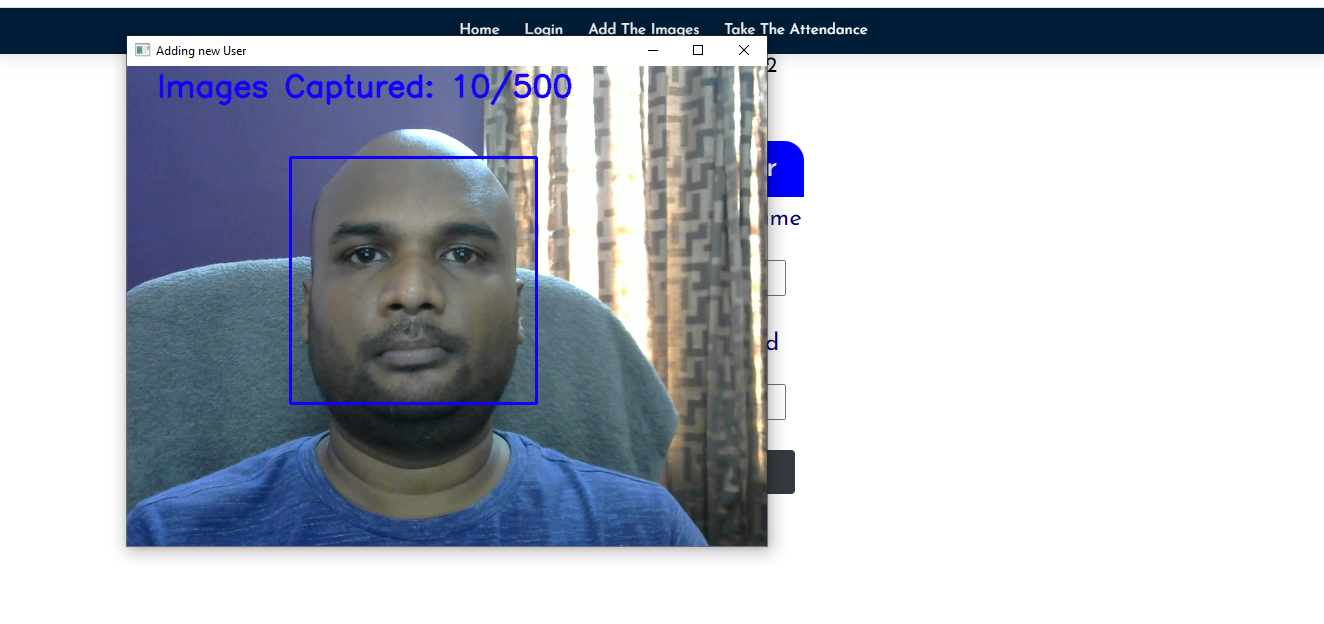 Home Login Add The Images Take The Attendance
Adding new User
Images Captured: 10/500
2
r
me
d